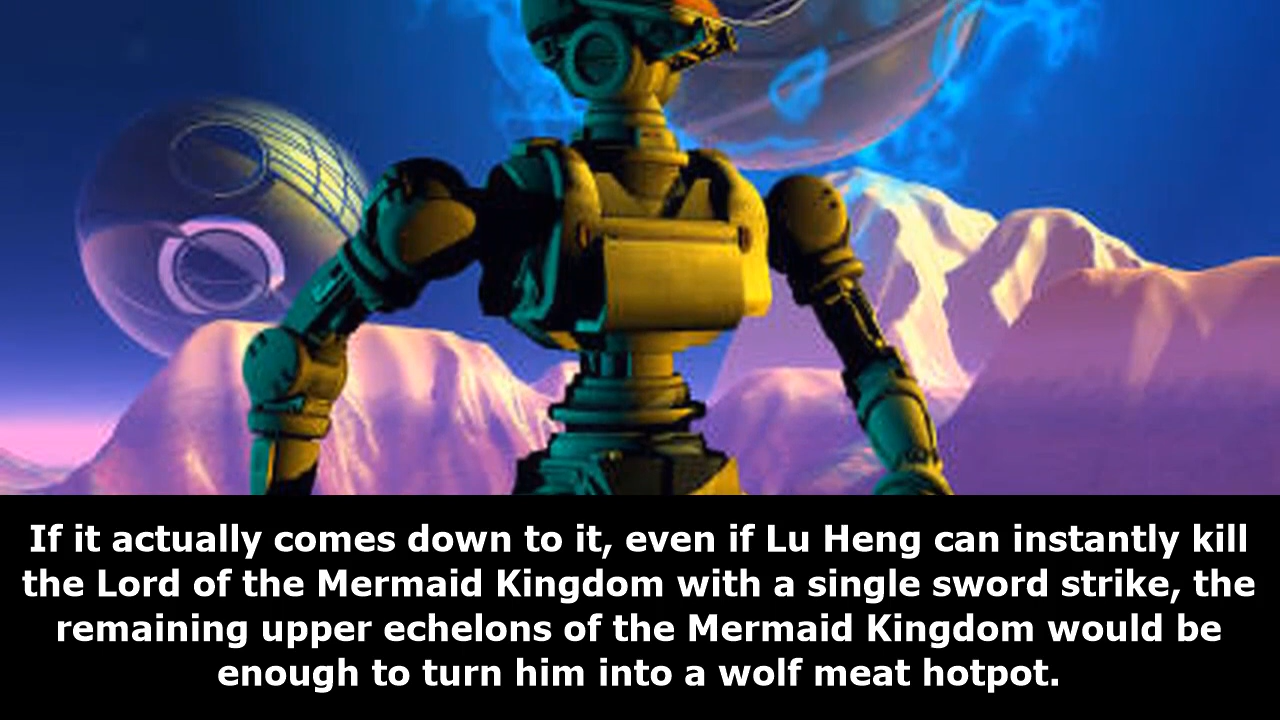 If it actually comes down to it, even if Lu Heng can instantly kill
the Lord of the Mermaid Kingdom with a single sword strike, the
remaining upper echelons of the Mermaid Kingdom would be
enough to turn him into a wolf meat hotpot.